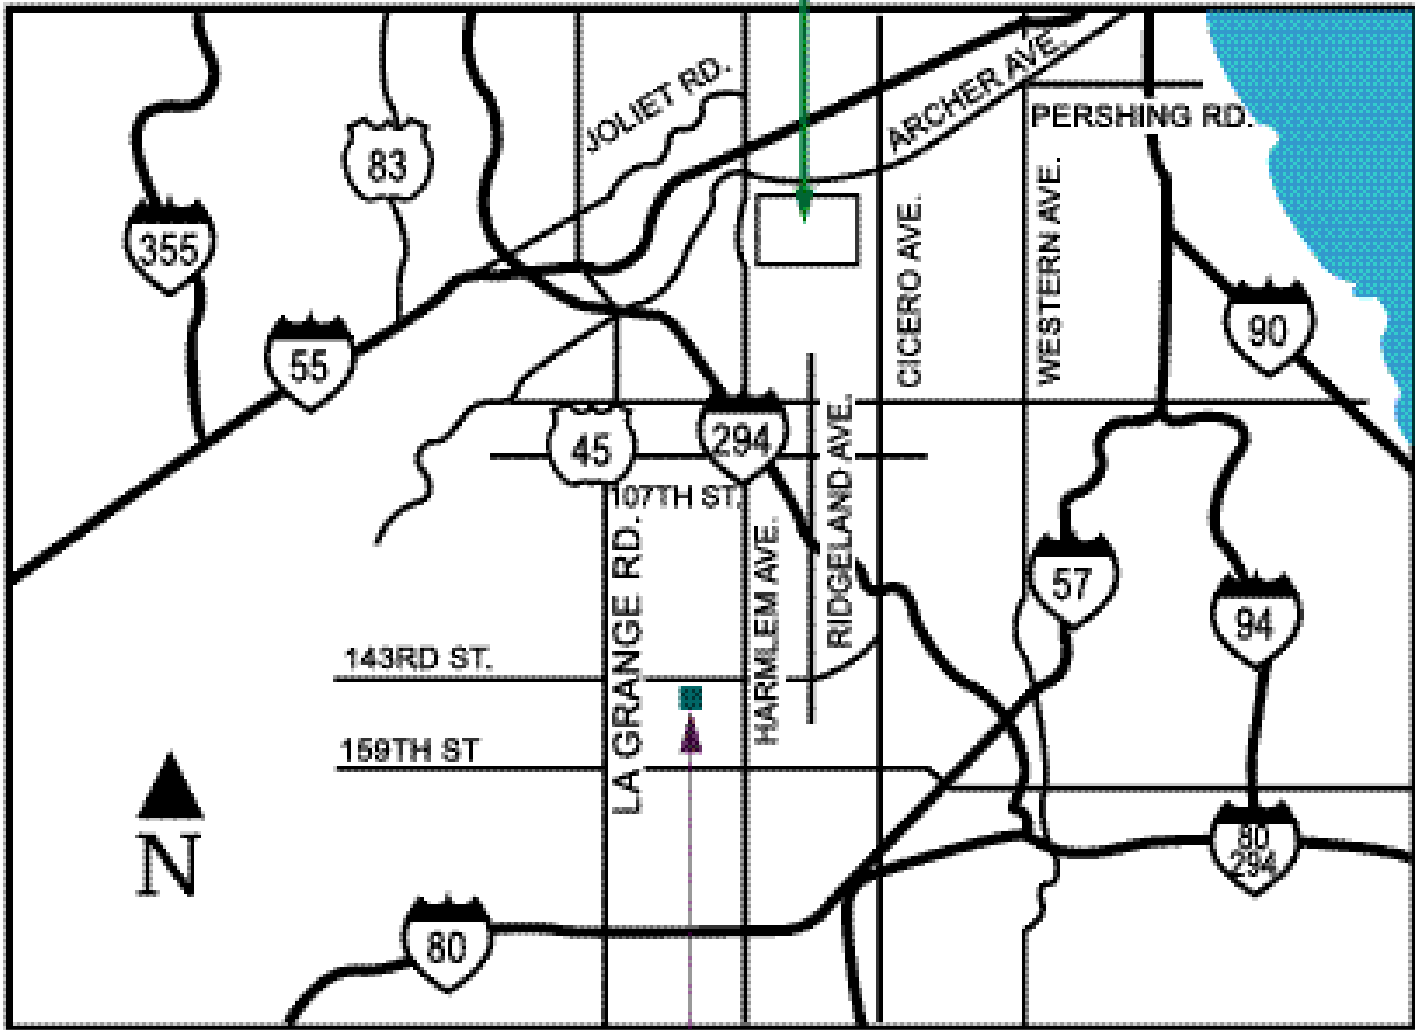 JOLIET RD.
ARCHER AVE.
PERSHING RD.
83
355
CICERO AVE.
WESTERN AVE.
90
55
45
294
107TH ST.
RIDGELAND AVE.
LA GRANGE RD.
HARMLEM AVE.
57
94
143RD ST.
159TH ST
N
80
294
80